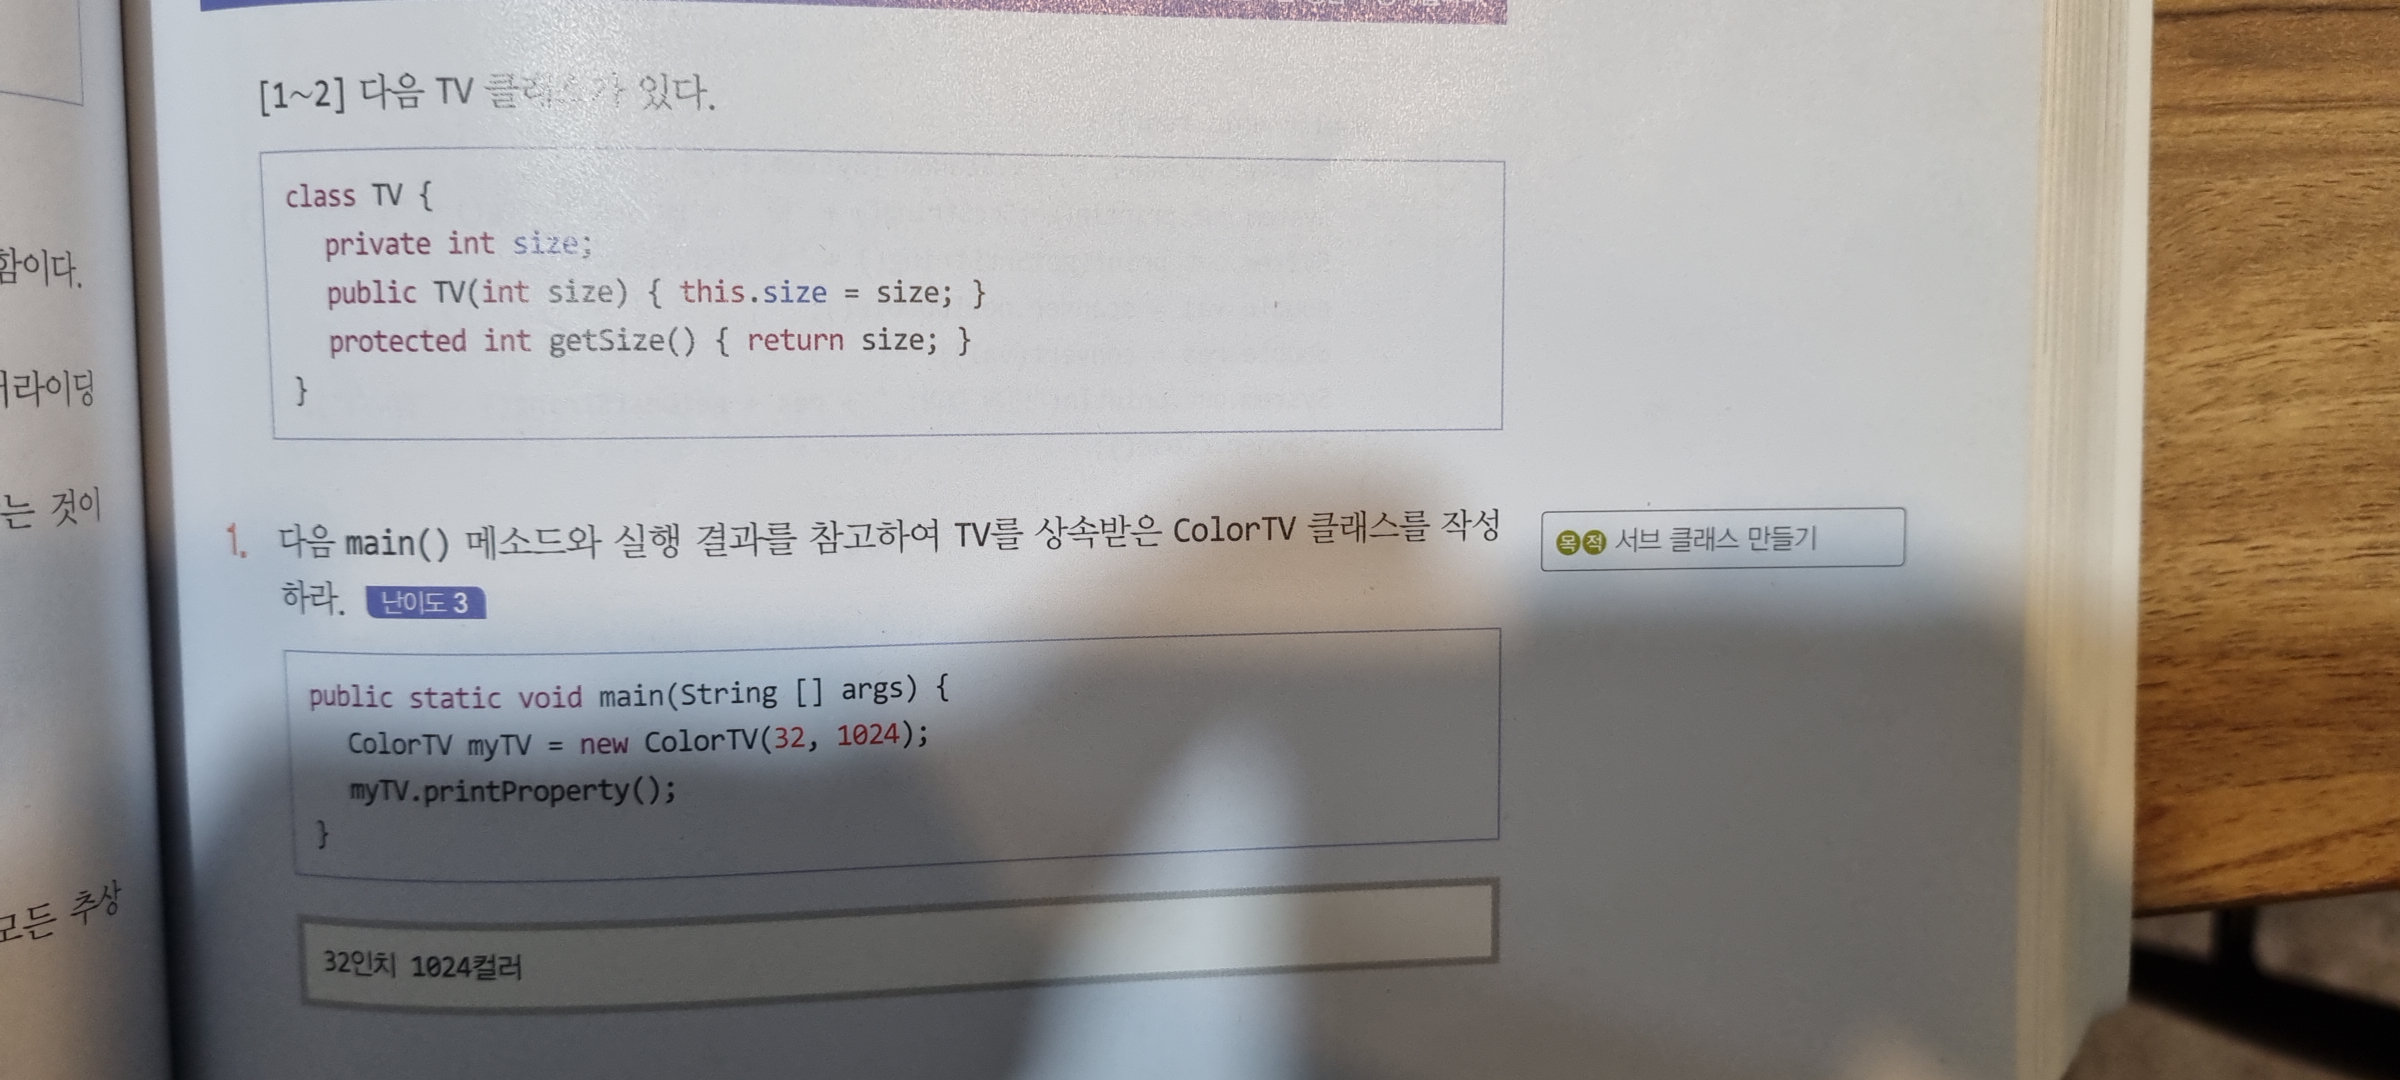 [1~2] 다음 TV 클래스가 있다.
class TV {
private int size;
public TV(int size) { this.size = size; }
protected int getSize() { return size; }
}
함이다.
라이딩
는 것이
모든 추상
1. 다음 main() 메소드와 실행 결과를 참고하여 TV를 상속받은 ColorTV 클래스를 작성
하라. 난이도 3
목적 서브 클래스 만들기
public static void main(String [] args) {
ColorTV myTV = new ColorTV(32, 1024);
myTV.printProperty();
}
32인치 1024컬러